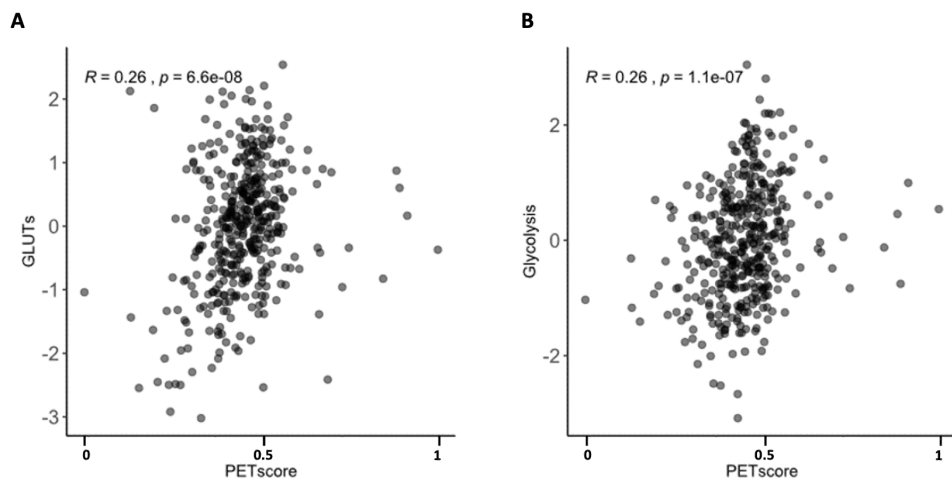 A
R = 0.26 , p = 6.6e-08
GLUTs
2
1
0
-1
-2
-3
0 0.5 1
PETscore
B
R = 0.26 , p = 1.1e-07
Glycolysis
2
0
-2
0 0.5 1
PETscore